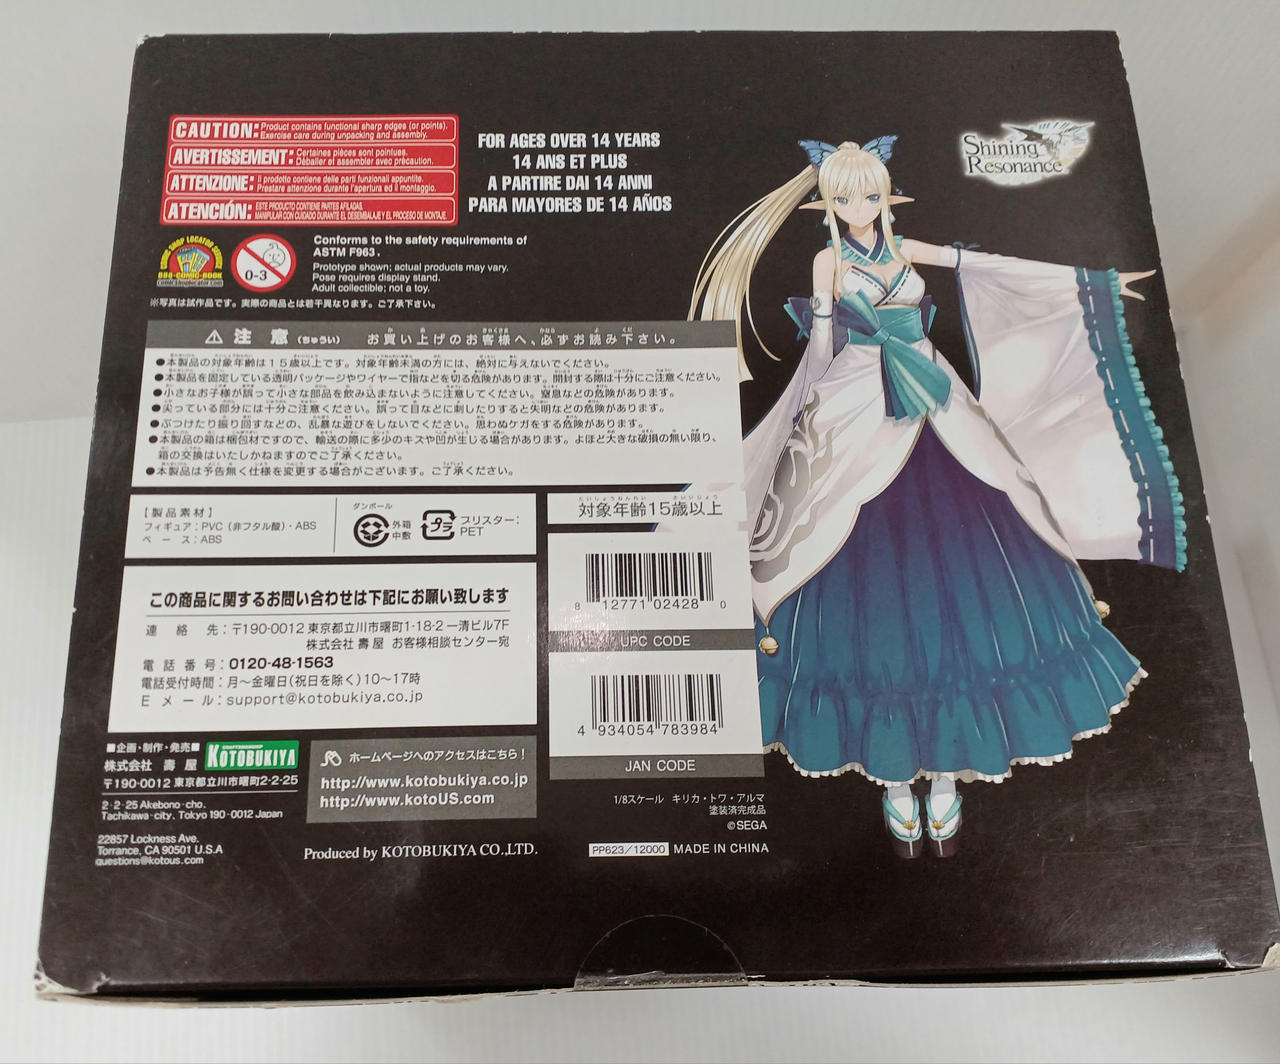 CAUTION: Product contains functional sharp edges (or points).
Exercise care during unpacking and assembly.
AVERTISSEMENT: Certaines pièces sont pointues.
Déballer et assembler avec précaution.
ATTENZIONE: Il prodotto contiene delle parti funzionali appuntite.
Prestare attenzione durante l'apertura ed il montaggio.
ATENCIÓN: ESTE PRODUCTO CONTIENE PARTES AFILADAS.
MANIPULAR CON CUIDADO DURANTE EL DESEMBALAJE Y EL PROCESO DE MONTAJE.
FOR AGES OVER 14 YEARS
14 ANS ET PLUS
A PARTIRE DAI 14 ANNI
PARA MAYORES DE 14 AÑOS
Shining
Resonance
COMIC SHOP LOCATOR SERVICE
888-COMIC-BOOK
comicshoplocator.com
0-3
Conforms to the safety requirements of
ASTM F963.
Prototype shown; actual products may vary.
Pose requires display stand.
Adult collectible; not a toy.
※写真は試作品です。実際の商品とは若干異なります。ご了承下さい。
⚠ 注意 (ちゅうい) お買い上げのお客様へ、必ずお読み下さい。
●本製品の対象年齢は15歳以上です。対象年齢未満の方には、絶対に与えないでください。
●本製品を固定している透明パッケージやワイヤーで指などを切る危険があります。開封する際は十分にご注意ください。
●小さなお子様が誤って小さな部品を飲み込まないように注意してください。窒息などの危険があります。
●尖っている部分には十分ご注意ください。誤って目などに刺したりすると失明などの危険があります。
●ぶつけたり振り回すなどの、乱暴な遊びをしないでください。思わぬケガをする危険があります。
●本製品の箱は梱包材ですので、輸送の際に多少のキズや凹が生じる場合があります。よほど大きな破損の無い限り、
箱の交換はいたしかねますのでご了承ください。
●本製品は予告無く仕様を変更する場合がございます。ご了承ください。
【製品素材】
フィギュア：PVC（非フタル酸）・ABS
ベース：ABS
ダンボール
外箱
中敷
プラ
ブリスター：
PET
対象年齢15歳以上
8 12771 02428 0
UPC CODE
4 934054 783984
JAN CODE
この商品に関するお問い合わせは下記にお願い致します
連絡先：〒190-0012 東京都立川市曙町1-18-2 一清ビル7F
株式会社 壽屋 お客様相談センター宛
電話番号：0120-48-1563
電話受付時間：月～金曜日(祝日を除く)10～17時
Eメール：support@kotobukiya.co.jp
■企画・制作・発売■
株式会社 壽屋
CRAFTSMANSHIP
KOTOBUKIYA
〒190-0012 東京都立川市曙町2-2-25
2-2-25 Akebono-cho,
Tachikawa-city, Tokyo 190-0012 Japan
22857 Lockness Ave.
Torrance, CA 90501 U.S.A
questions@kotous.com
ホームページへのアクセスはこちら！
http://www.kotobukiya.co.jp
http://www.kotoUS.com
Produced by KOTOBUKIYA CO.,LTD.
1/8スケール キリカ・トワ・アルマ
塗装済完成品
©SEGA
PP623/12000 MADE IN CHINA